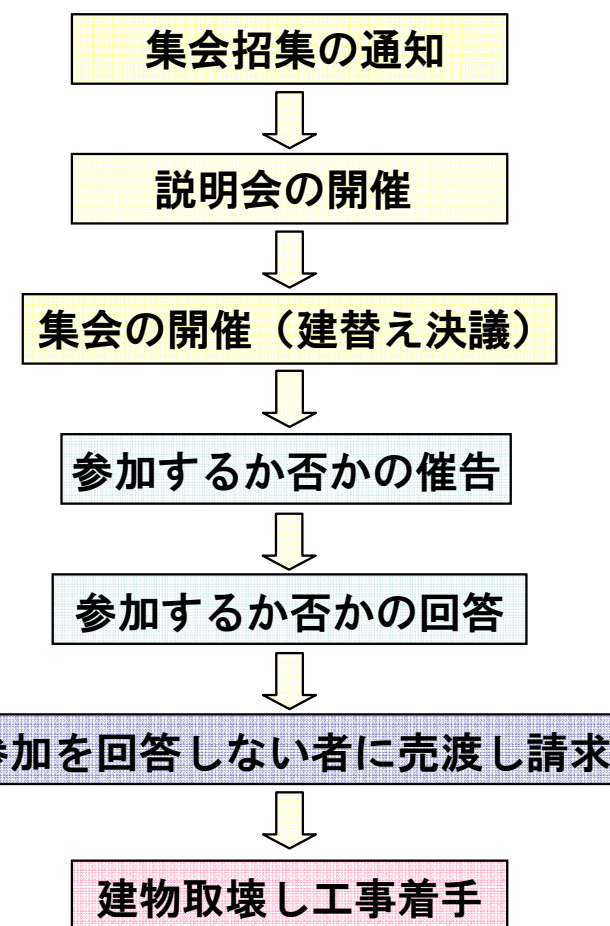 集会招集の通知
説明会の開催
集会の開催（建替え決議）
参加するか否かの催告
参加するか否かの回答
参加を回答しない者に売渡し請求
建物取壊し工事着手